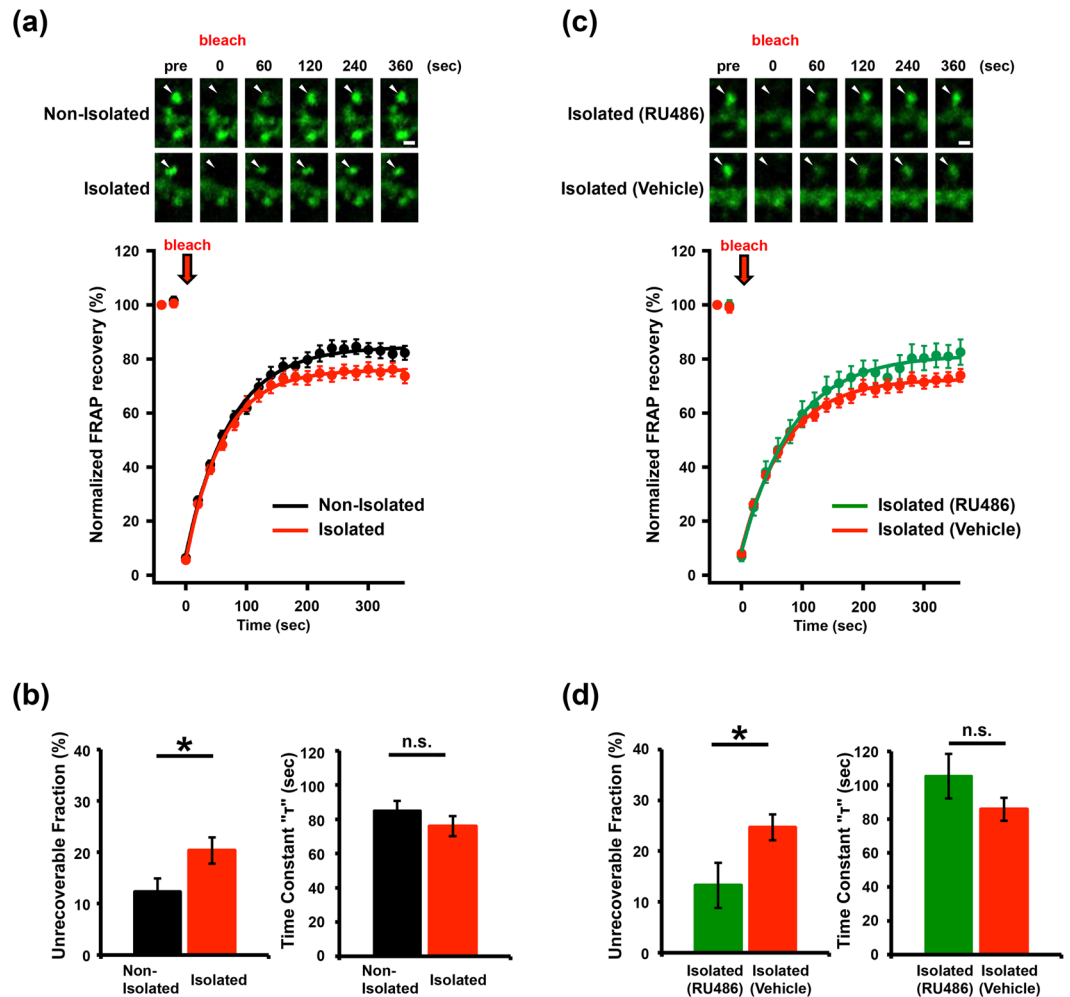 (a)
bleach
pre 0 60 120 240 360 (sec)
Non-Isolated
Isolated
bleach
Normalized FRAP recovery (%)
120
100
80
60
40
20
0
Non-Isolated
Isolated
0 100 200 300
Time (sec)
(c)
bleach
pre 0 60 120 240 360 (sec)
Isolated (RU486)
Isolated (Vehicle)
bleach
Normalized FRAP recovery (%)
120
100
80
60
40
20
0
Isolated (RU486)
Isolated (Vehicle)
0 100 200 300
Time (sec)
(b)
Unrecoverable Fraction (%)
40
30
20
10
0
*
Non-
Isolated
Isolated
Time Constant "τ" (sec)
120
100
80
60
40
20
0
n.s.
Non-
Isolated
Isolated
(d)
Unrecoverable Fraction (%)
40
30
20
10
0
*
Isolated
(RU486)
Isolated
(Vehicle)
Time Constant "τ" (sec)
120
100
80
60
40
20
0
n.s.
Isolated
(RU486)
Isolated
(Vehicle)